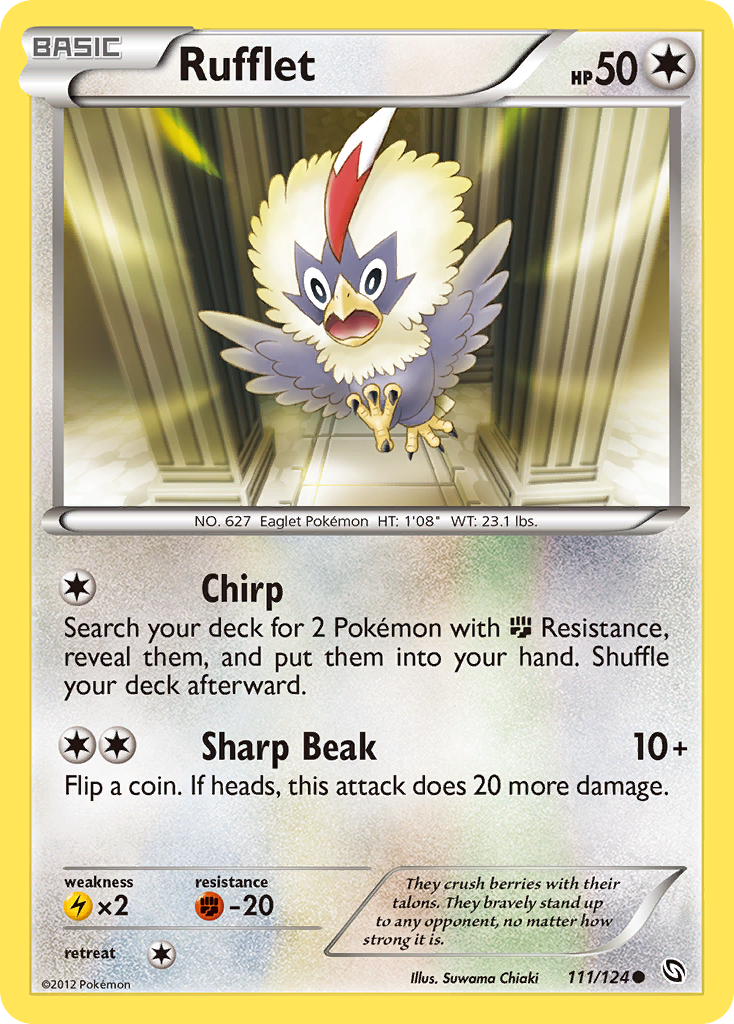 BASIC
Rufflet
HP 50
NO. 627 Eaglet Pokémon HT: 1'08" WT: 23.1 lbs.
Chirp
Search your deck for 2 Pokémon with Resistance,
reveal them, and put them into your hand. Shuffle
your deck afterward.
Sharp Beak 10+
Flip a coin. If heads, this attack does 20 more damage.
weakness
×2
resistance
-20
retreat
They crush berries with their
talons. They bravely stand up
to any opponent, no matter how
strong it is.
©2012 Pokémon
Illus. Suwama Chiaki
111/124